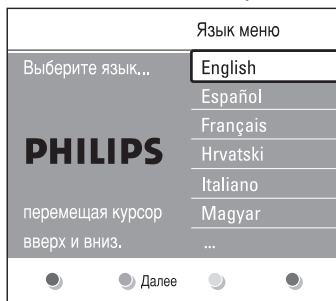 Язык меню
Выберите язык...
English
Español
Français
PHILIPS
Hrvatski
Italiano
перемещая курсор
Magyar
вверх и вниз.
...
Далее